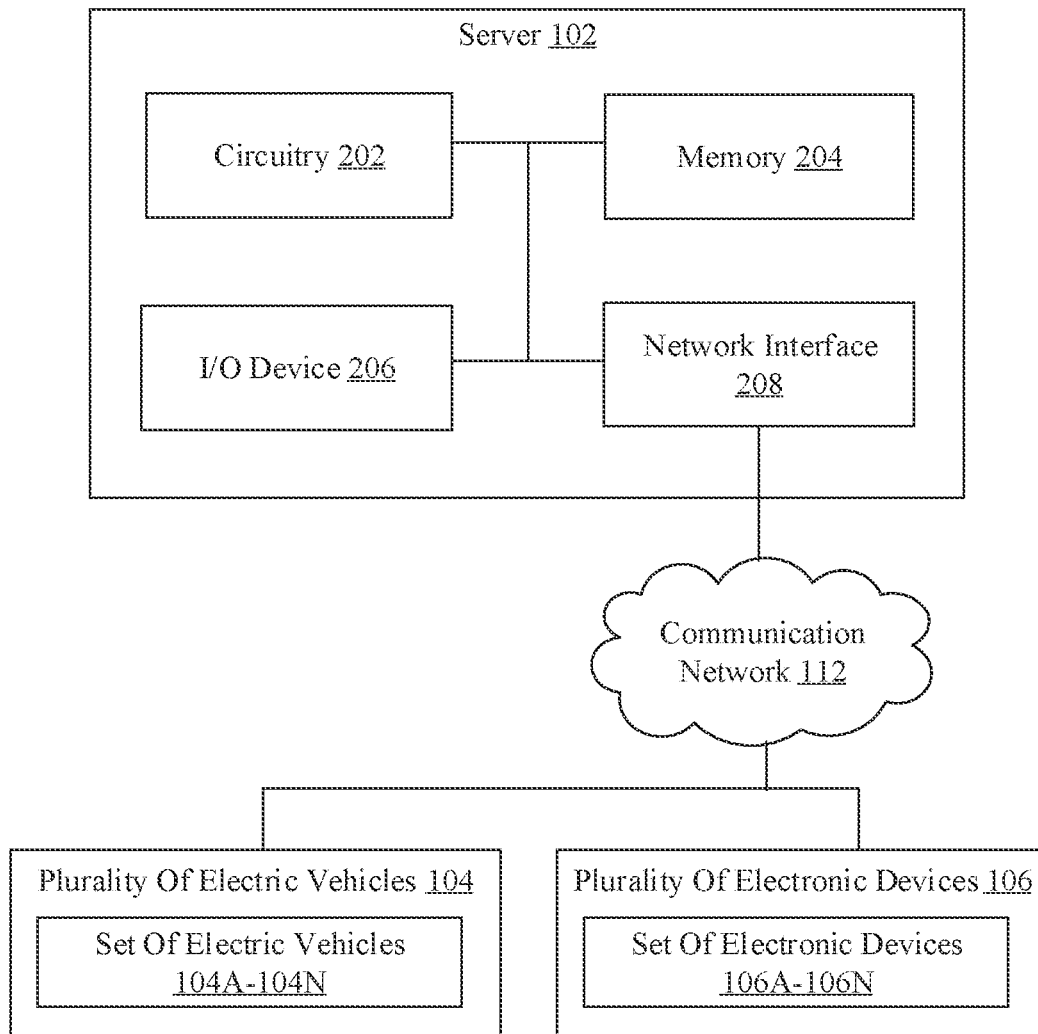 Server 102
Circuitry 202
Memory 204
I/O Device 206
Network Interface
208
Communication
Network 112
Plurality Of Electric Vehicles 104
Set Of Electric Vehicles
104A-104N
Plurality Of Electronic Devices 106
Set Of Electronic Devices
106A-106N